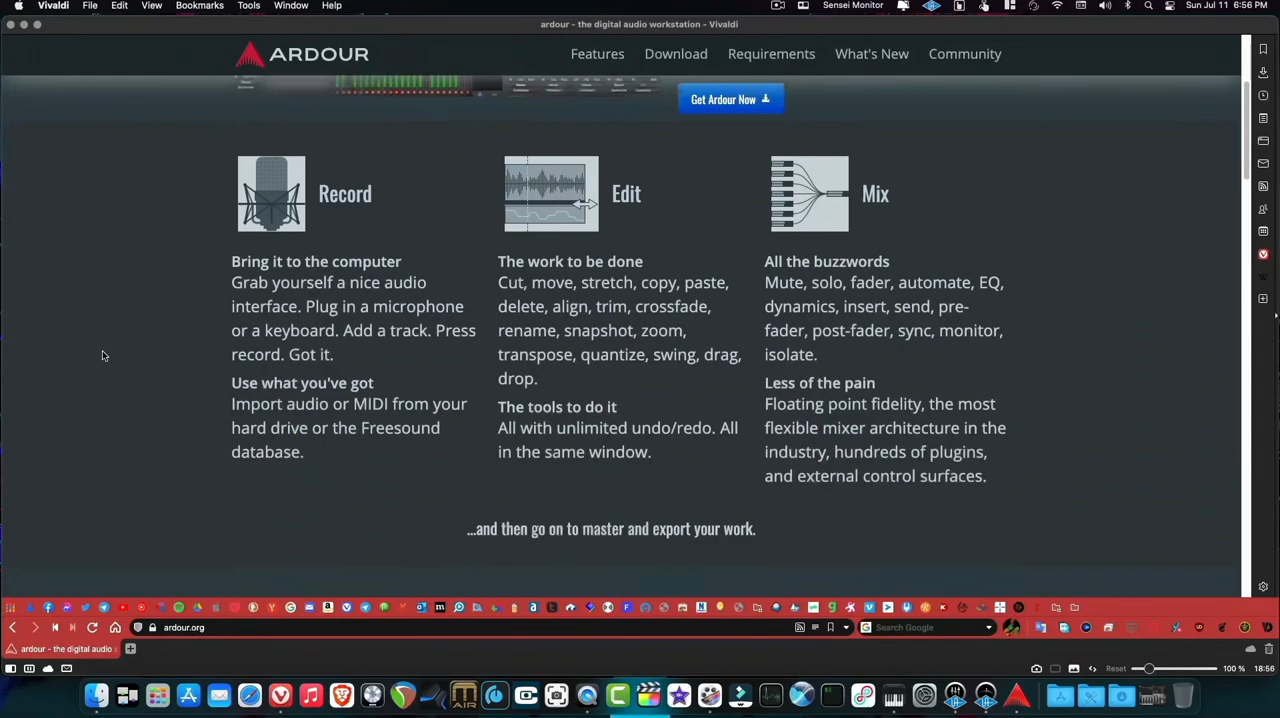 Vivaldi File Edit View Bookmarks Tools Window Help
Sensei Monitor Sun Jul 11 6:56 PM
ardour - the digital audio workstation - Vivaldi
ARDOUR
Features Download Requirements What's New Community
Get Ardour Now
Record
Bring it to the computer
Grab yourself a nice audio
interface. Plug in a microphone
or a keyboard. Add a track. Press
record. Got it.
Use what you've got
Import audio or MIDI from your
hard drive or the Freesound
database.
Edit
The work to be done
Cut, move, stretch, copy, paste,
delete, align, trim, crossfade,
rename, snapshot, zoom,
transpose, quantize, swing, drag,
drop.
The tools to do it
All with unlimited undo/redo. All
in the same window.
Mix
All the buzzwords
Mute, solo, fader, automate, EQ,
dynamics, insert, send, pre-
fader, post-fader, sync, monitor,
isolate.
Less of the pain
Floating point fidelity, the most
flexible mixer architecture in the
industry, hundreds of plugins,
and external control surfaces.
...and then go on to master and export your work.
ardour.org
Search Google
ardour - the digital audio
Reset 100 % 18:56